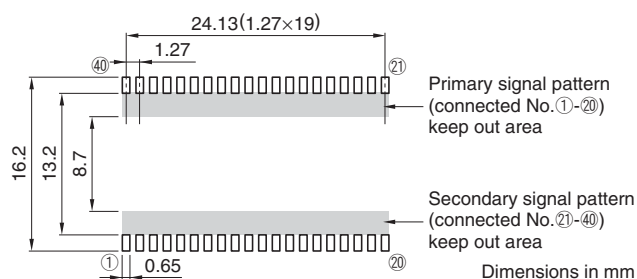 24.13(1.27×19)
1.27
㊵
㉑
Primary signal pattern
(connected No.①-⑳)
keep out area
16.2
13.2
8.7
Secondary signal pattern
(connected No.㉑-㊵)
keep out area
①
0.65
⑳
Dimensions in mm